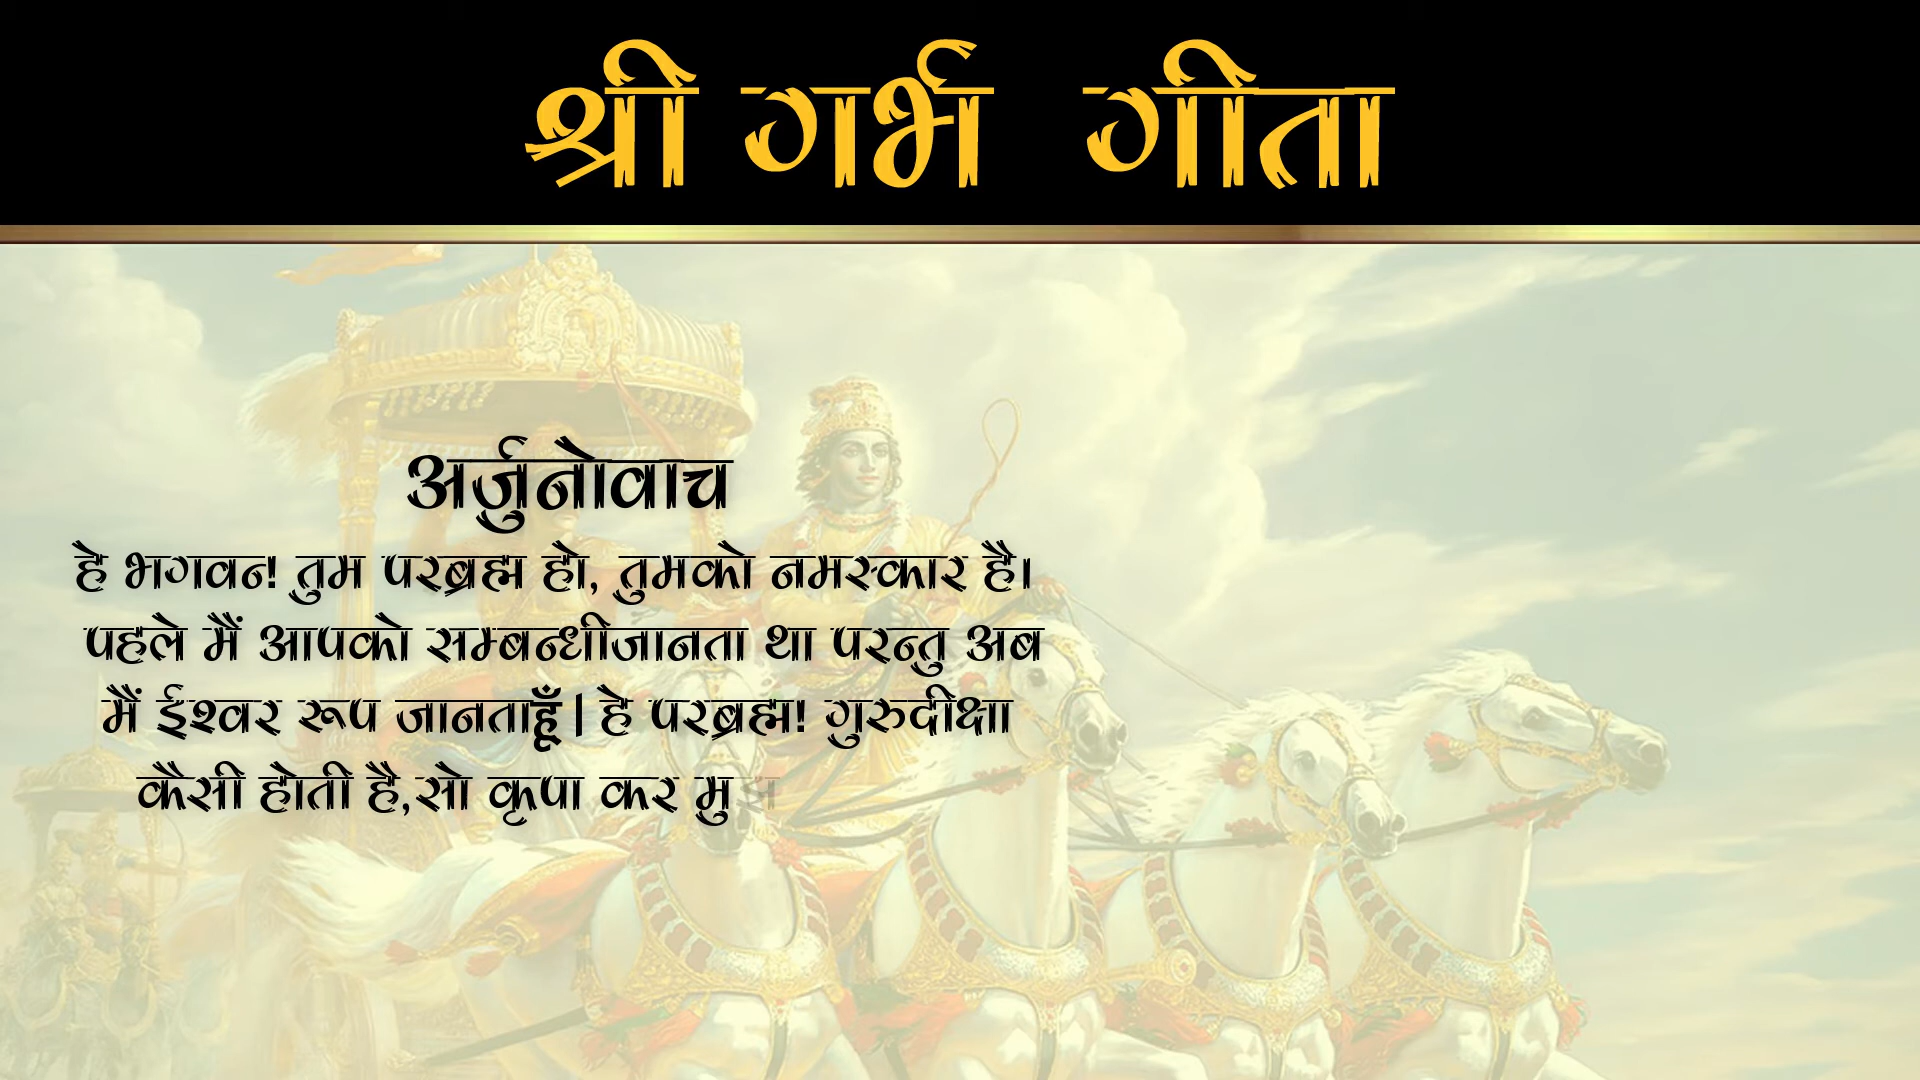 श्री गर्भ गीता
अर्जुनोवाच
हे भगवन! तुम परब्रह्म हो, तुमको नमस्कार है।
पहले मैं आपको सम्बन्धीजानता था परन्तु अब
मैं ईश्वर रूप जानताहूँ| हे परब्रह्म! गुरुदीक्षा
कैसी होती है,सो कृपा कर